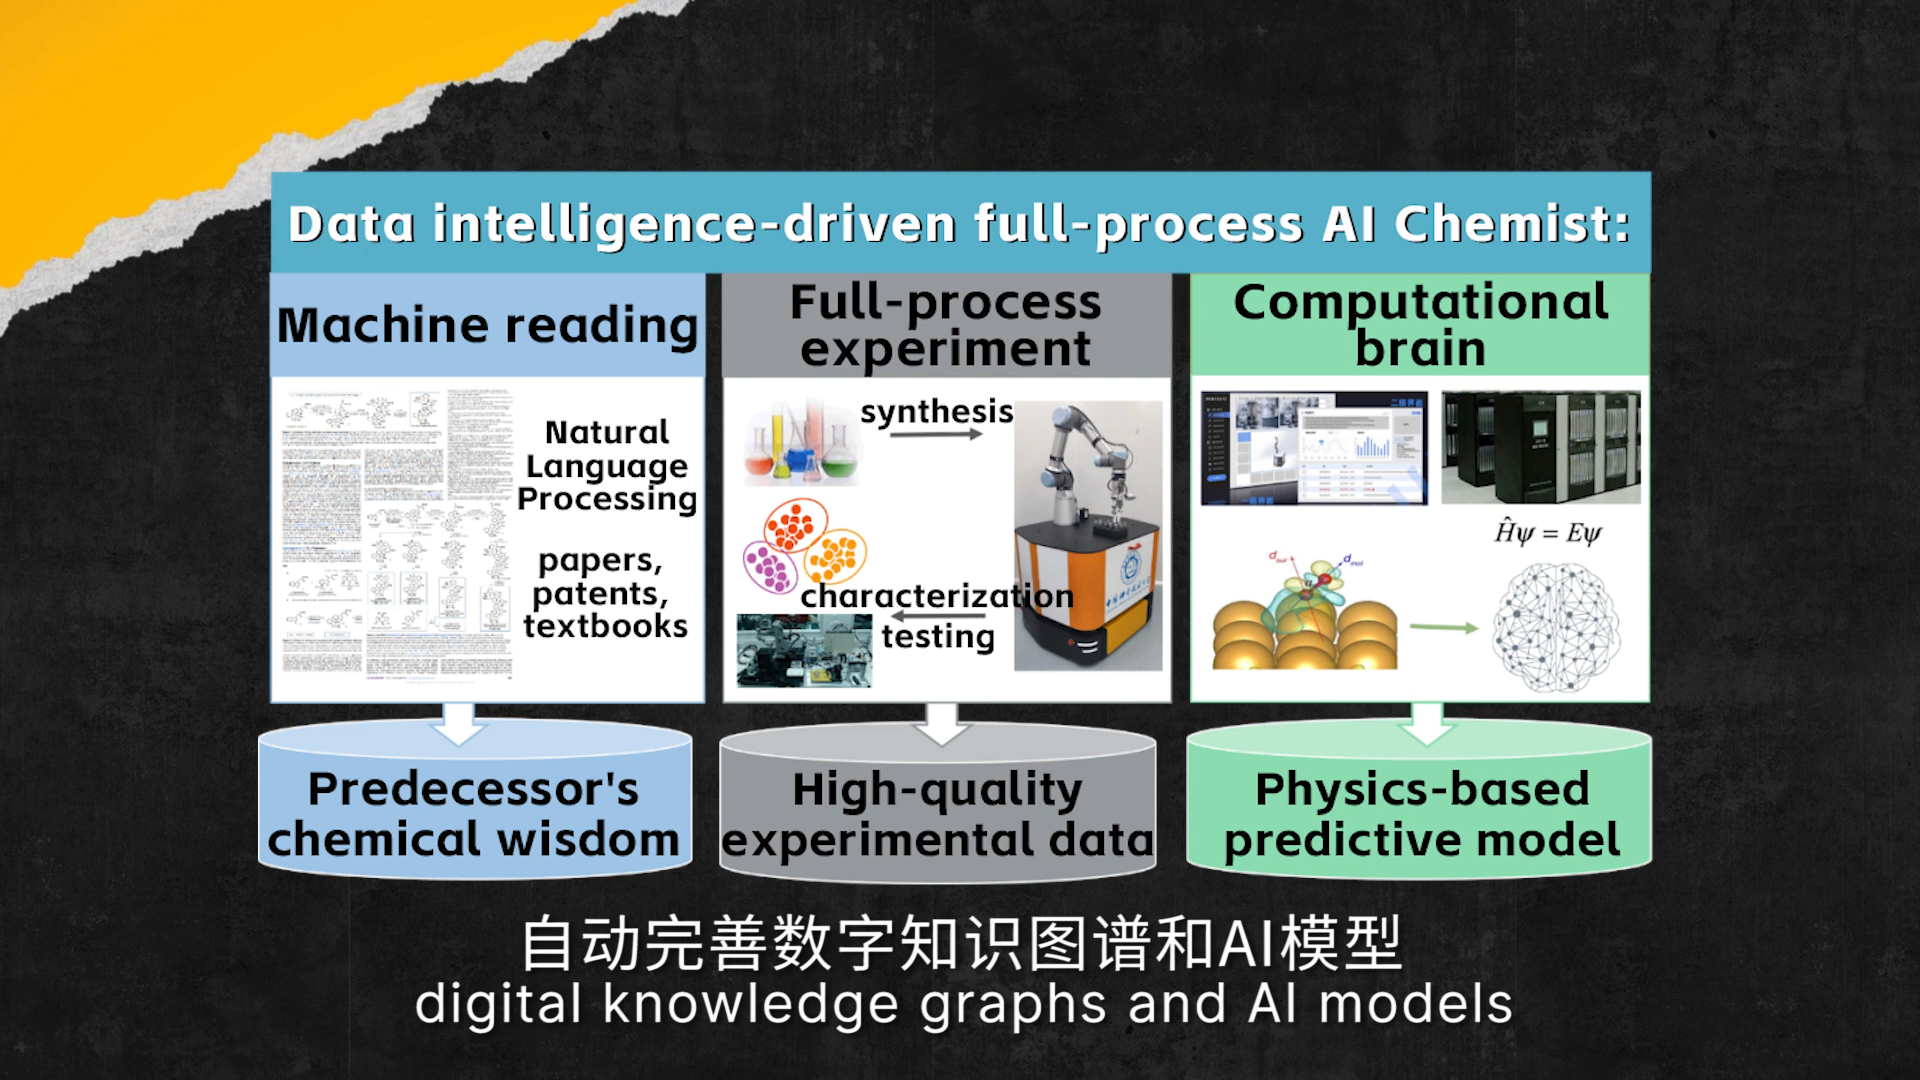 Data intelligence-driven full-process AI Chemist:
Machine reading
Natural
Language
Processing
papers,
patents,
textbooks
Predecessor's
chemical wisdom
Full-process
experiment
synthesis
characterization
testing
High-quality
experimental data
Computational
brain
Ĥψ = Eψ
d_mol
Physics-based
predictive model
自动完善数字知识图谱和AI模型
digital knowledge graphs and AI models